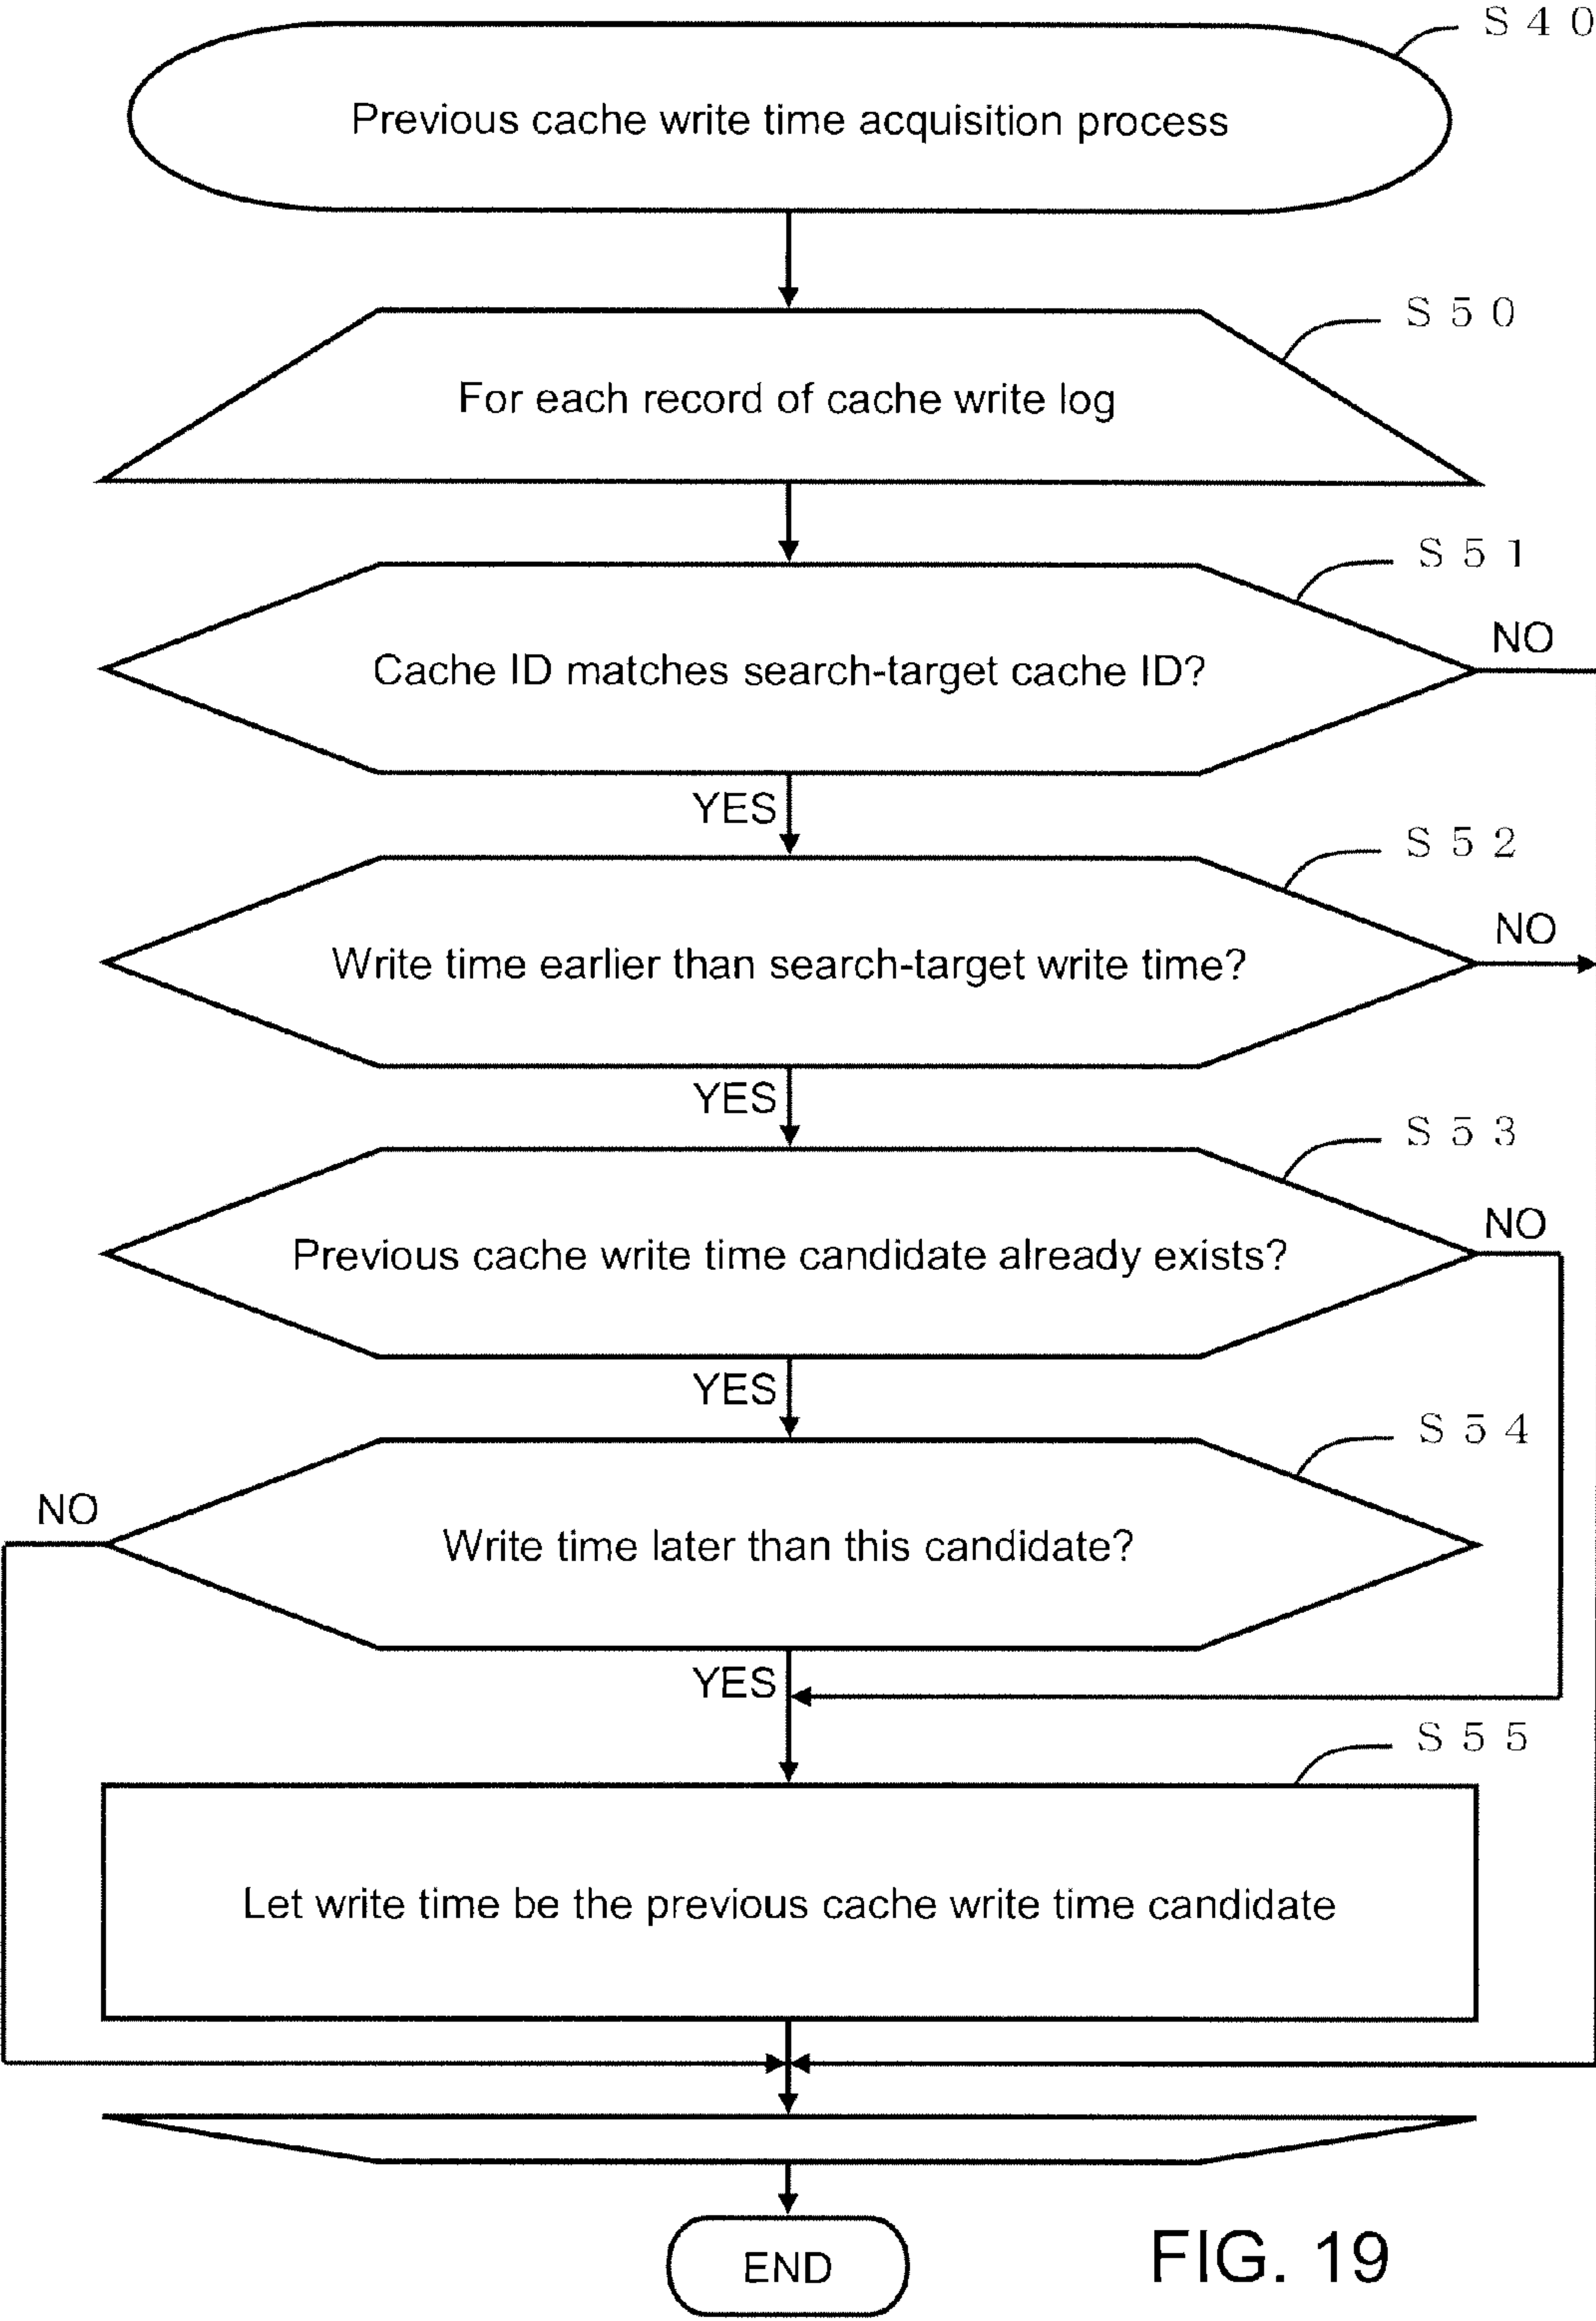 S40
Previous cache write time acquisition process
S50
For each record of cache write log
S51
Cache ID matches search-target cache ID?
NO
YES
S52
Write time earlier than search-target write time?
NO
YES
S53
Previous cache write time candidate already exists?
NO
YES
S54
NO
Write time later than this candidate?
YES
S55
Let write time be the previous cache write time candidate
END
FIG. 19